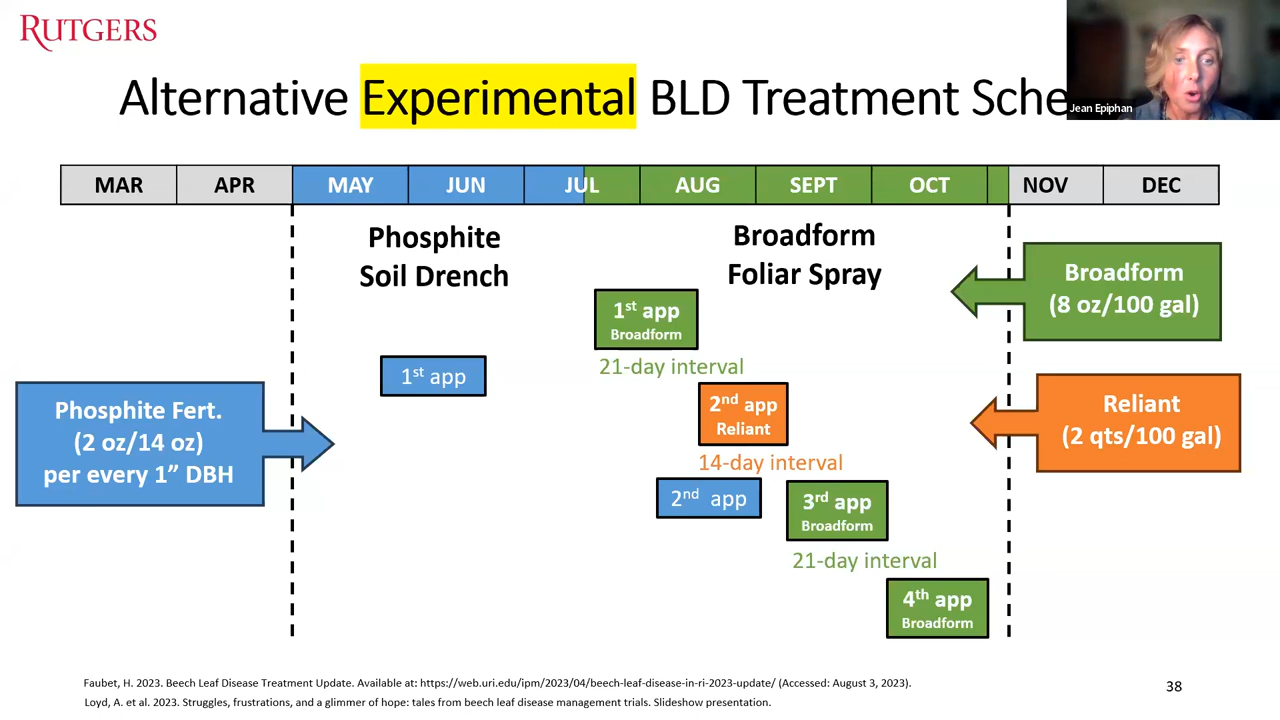 RUTGERS
Alternative Experimental BLD Treatment Sche
Jean Epiphan
MAR APR MAY JUN JUL AUG SEPT OCT NOV DEC
Phosphite
Soil Drench
Broadform
Foliar Spray
Broadform
(8 oz/100 gal)
1st app
Broadform
21-day interval
1st app
Phosphite Fert.
(2 oz/14 oz)
per every 1” DBH
2nd app
Reliant
14-day interval
Reliant
(2 qts/100 gal)
2nd app
3rd app
Broadform
21-day interval
4th app
Broadform
Faubet, H. 2023. Beech Leaf Disease Treatment Update. Available at: https://web.uri.edu/ipm/2023/04/beech-leaf-disease-in-ri-2023-update/ (Accessed: August 3, 2023).
Loyd, A. et al. 2023. Struggles, frustrations, and a glimmer of hope: tales from beech leaf disease management trials. Slideshow presentation.
38